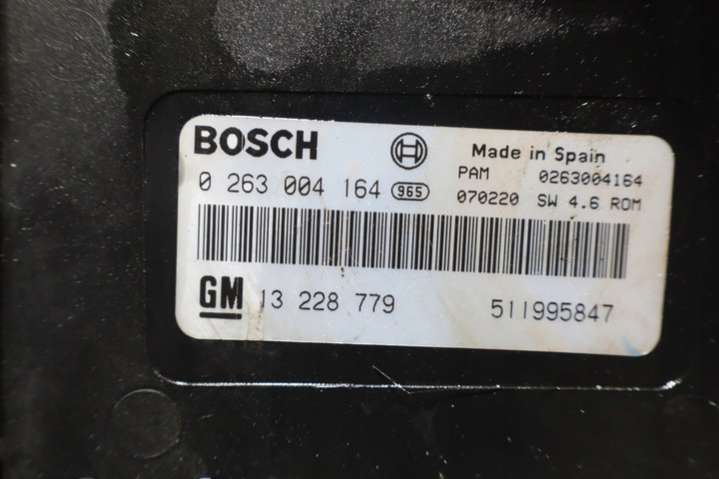 BOSCH
Made in Spain
0 263 004 164 965
PAM 0263004164
070220 SW 4.6 ROM
GM 13 228 779
511995847